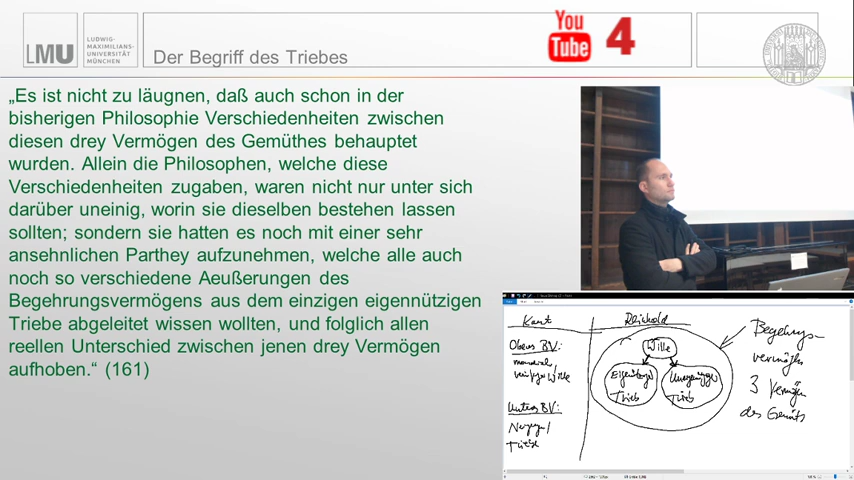 LMU
LUDWIG-
MAXIMILIANS-
UNIVERSITÄT
MÜNCHEN
Der Begriff des Triebes
You
Tube
4
„Es ist nicht zu läugnen, daß auch schon in der
bisherigen Philosophie Verschiedenheiten zwischen
diesen drey Vermögen des Gemüthes behauptet
wurden. Allein die Philosophen, welche diese
Verschiedenheiten zugaben, waren nicht nur unter sich
darüber uneinig, worin sie dieselben bestehen lassen
sollten; sondern sie hatten es noch mit einer sehr
ansehnlichen Parthey aufzunehmen, welche alle auch
noch so verschiedene Aeußerungen des
Begehrungsvermögens aus dem einzigen eigennützigen
Triebe abgeleitet wissen wollten, und folglich allen
reellen Unterschied zwischen jenen drey Vermögen
aufhoben.“ (161)
Kant
Reinhold
Oberes BV:
Wille
Unteres BV:
Eigennütziger
Trieb
Uneigennütziger
Trieb
Begehrungs-
vermögen
3 Vermögen
des Gemüts